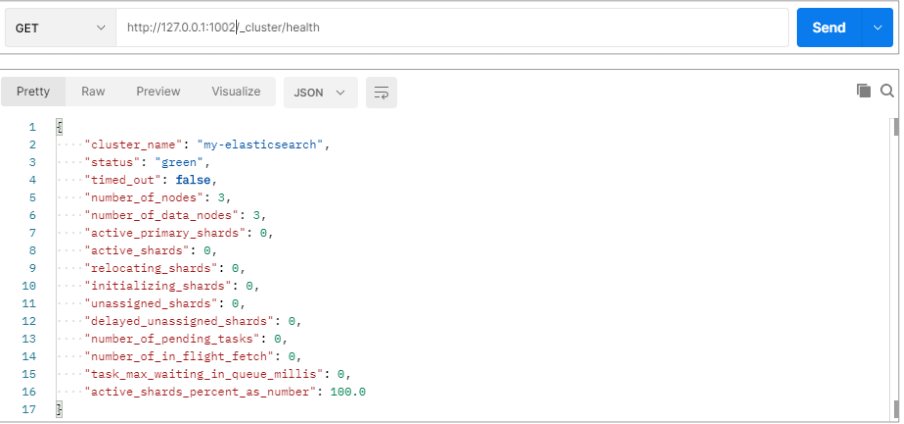 GET http://127.0.0.1:1002/_cluster/health Send
Pretty Raw Preview Visualize JSON
1 {
2 "cluster_name": "my-elasticsearch",
3 "status": "green",
4 "timed_out": false,
5 "number_of_nodes": 3,
6 "number_of_data_nodes": 3,
7 "active_primary_shards": 0,
8 "active_shards": 0,
9 "relocating_shards": 0,
10 "initializing_shards": 0,
11 "unassigned_shards": 0,
12 "delayed_unassigned_shards": 0,
13 "number_of_pending_tasks": 0,
14 "number_of_in_flight_fetch": 0,
15 "task_max_waiting_in_queue_millis": 0,
16 "active_shards_percent_as_number": 100.0
17 }